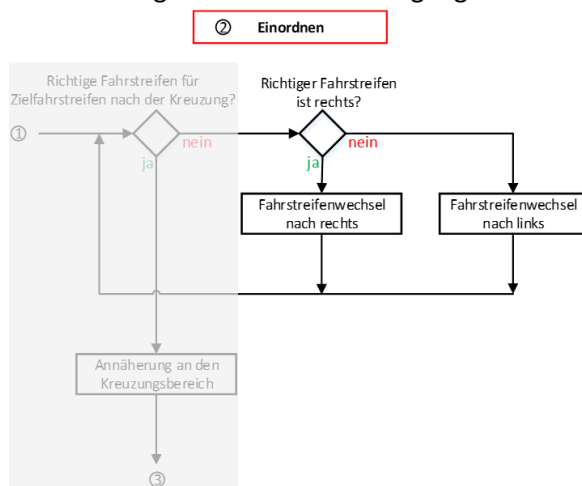 ② Einordnen
Richtige Fahrstreifen für
Zielfahrstreifen nach der Kreuzung?
Richtiger Fahrstreifen
ist rechts?
①
nein
ja
nein
ja
Fahrstreifenwechsel
nach rechts
Fahrstreifenwechsel
nach links
Annäherung an den
Kreuzungsbereich
③